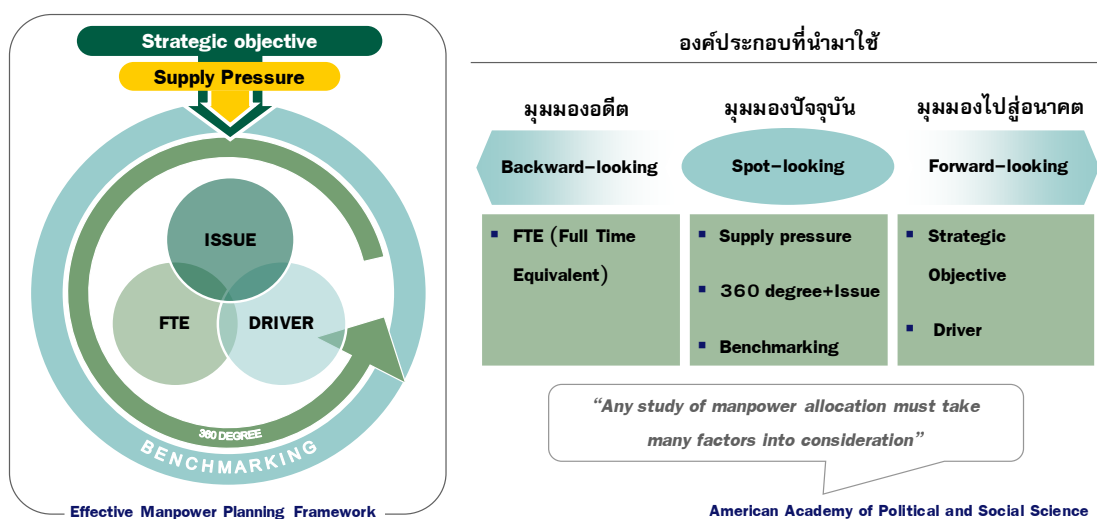 Strategic objective
Supply Pressure
ISSUE
FTE
DRIVER
360 DEGREE
BENCHMARKING
Effective Manpower Planning Framework
องค์ประกอบที่นำมาใช้
มุมมองอดีต
มุมมองปัจจุบัน
มุมมองไปสู่อนาคต
Backward-looking
Spot-looking
Forward-looking
▪ FTE (Full Time
Equivalent)
▪ Supply pressure
▪ 360 degree+Issue
▪ Benchmarking
▪ Strategic
Objective
▪ Driver
“Any study of manpower allocation must take
many factors into consideration”
American Academy of Political and Social Science